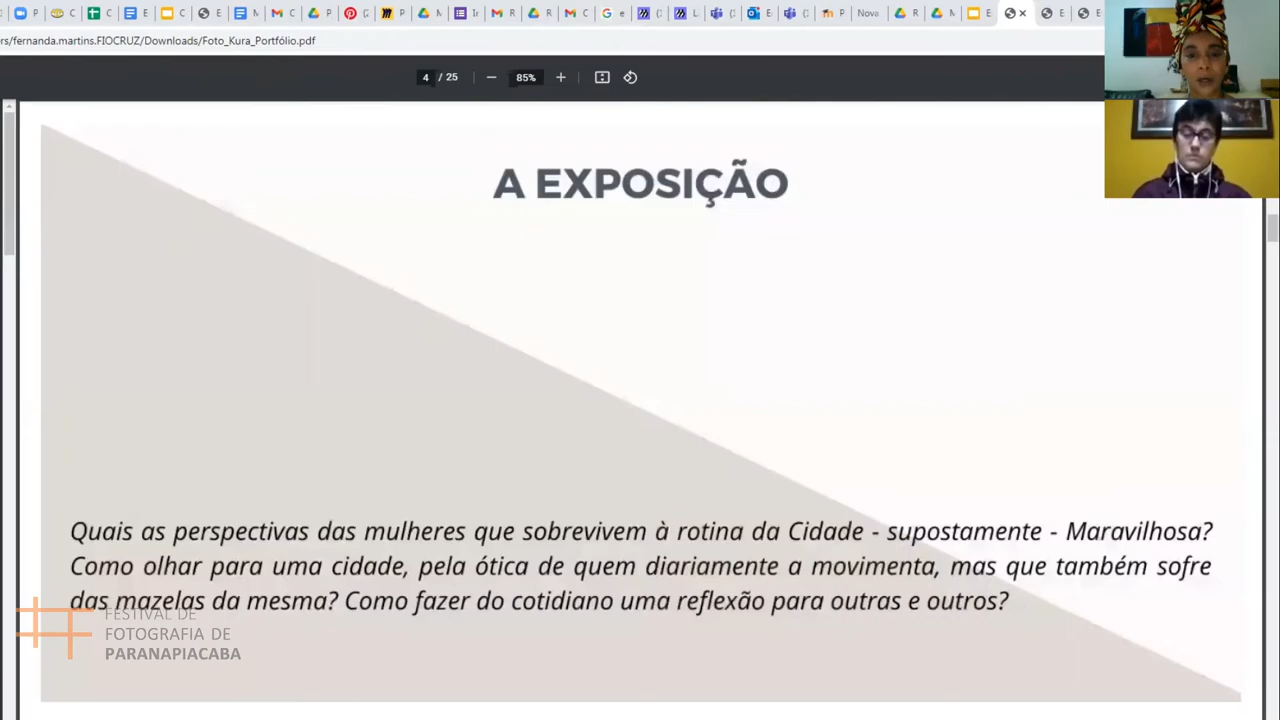 P C C E C E M C P ( P M C E ( M I M R R M C e ( L ( E ( P Nova R M E E E
rs/fernanda.martins.FIOCRUZ/Downloads/Foto_Kura_Portfólio.pdf
4 / 25 — 85% +
A EXPOSIÇÃO
Quais as perspectivas das mulheres que sobrevivem à rotina da Cidade - supostamente - Maravilhosa?
Como olhar para uma cidade, pela ótica de quem diariamente a movimenta, mas que também sofre
das mazelas da mesma? Como fazer do cotidiano uma reflexão para outras e outros?
FESTIVAL DE
FOTOGRAFIA DE
PARANAPIACABA